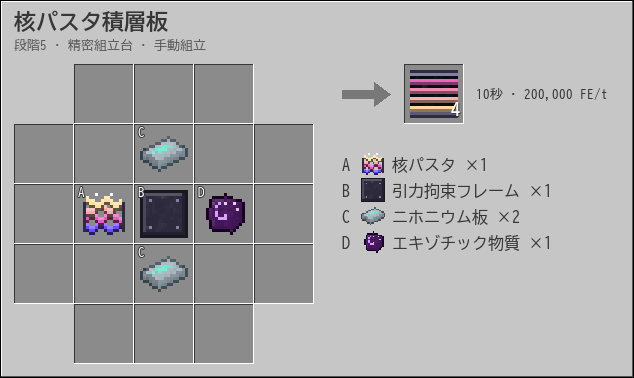 核パスタ積層板
段階5 · 精密組立台 · 手動組立
C
A
B
D
C
4
10秒 · 200,000 FE/t
A 核パスタ ×1
B 引力拘束フレーム ×1
C ニホニウム板 ×2
D エキゾチック物質 ×1